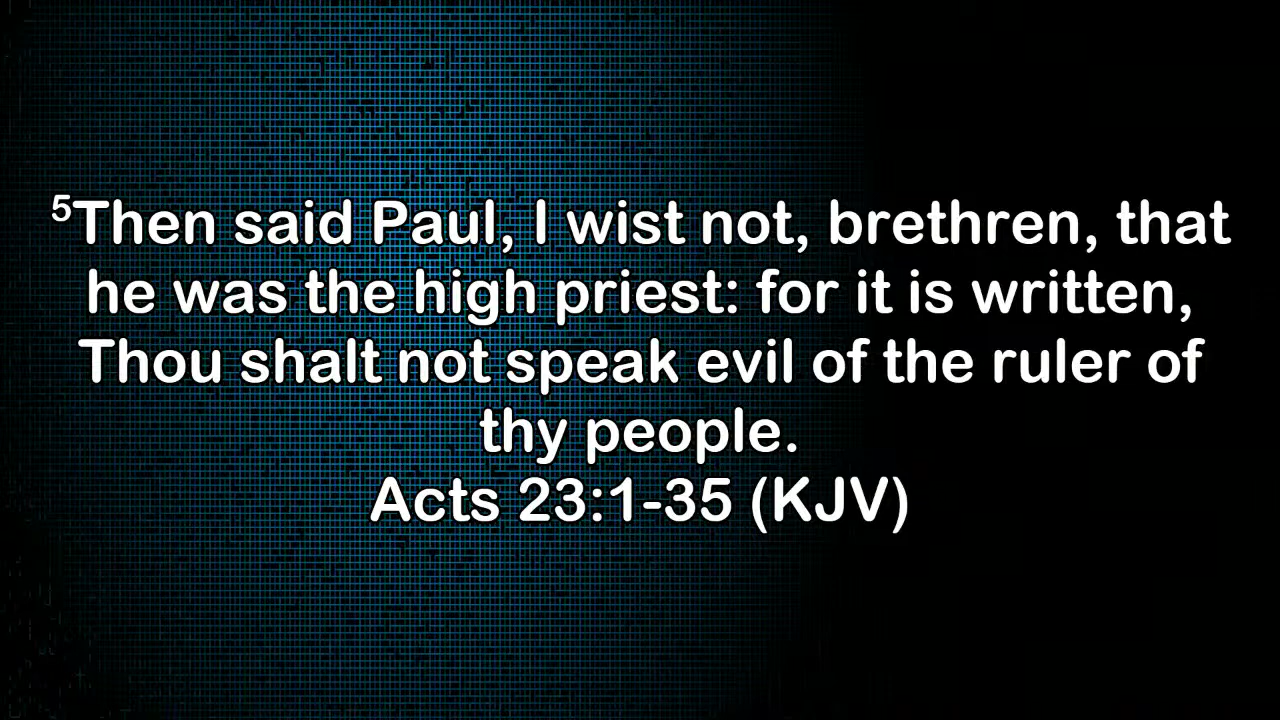 ⁵Then said Paul, I wist not, brethren, that
he was the high priest: for it is written,
Thou shalt not speak evil of the ruler of
thy people.
Acts 23:1-35 (KJV)